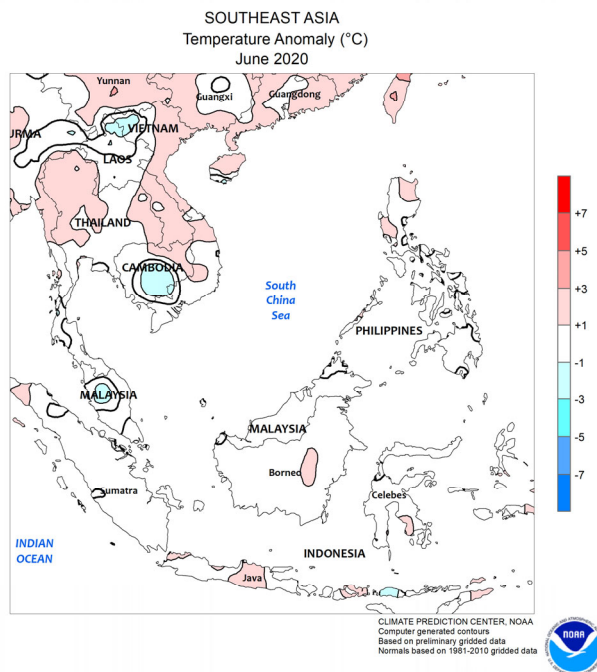 SOUTHEAST ASIA
Temperature Anomaly (°C)
June 2020
Yunnan
Guangxi
Guangdong
URMA
VIETNAM
LAOS
THAILAND
CAMBODIA
South
China
Sea
PHILIPPINES
MALAYSIA
MALAYSIA
Borneo
Sumatra
Celebes
INDIAN
OCEAN
INDONESIA
Java
+7
+5
+3
+1
-1
-3
-5
-7
CLIMATE PREDICTION CENTER, NOAA
Computer generated contours
Based on preliminary gridded data
Normals based on 1981-2010 gridded data
NOAA